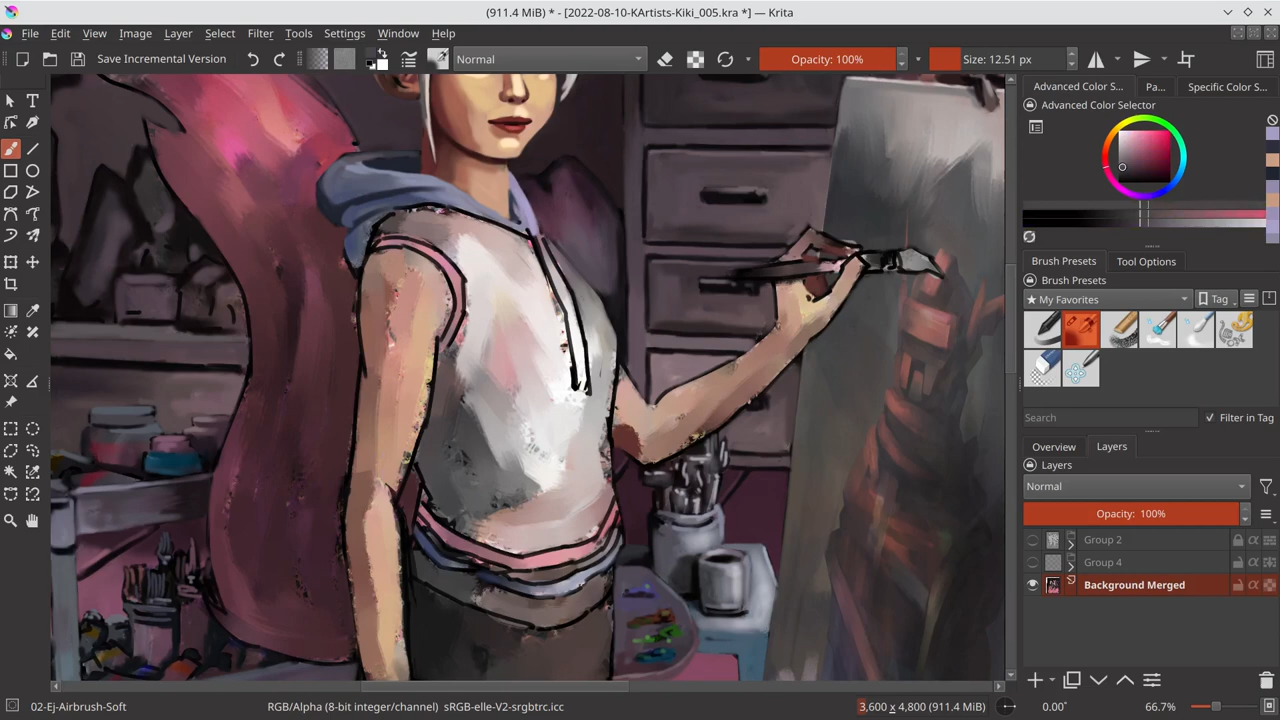 (911.4 MiB) * - [2022-08-10-KArtists-Kiki_005.kra *] — Krita
File Edit View Image Layer Select Filter Tools Settings Window Help
Save Incremental Version Normal Opacity: 100% Size: 12.51 px
Advanced Color S... Pa... Specific Color S...
Advanced Color Selector
Brush Presets Tool Options
Brush Presets
★ My Favorites Tag
Search Filter in Tag
Overview Layers
Layers
Normal
Opacity: 100%
Group 2
Group 4
Background Merged
02-Ej-Airbrush-Soft RGB/Alpha (8-bit integer/channel) sRGB-elle-V2-srgbtrc.icc 3,600 x 4,800 (911.4 MiB) 0.00° 66.7%